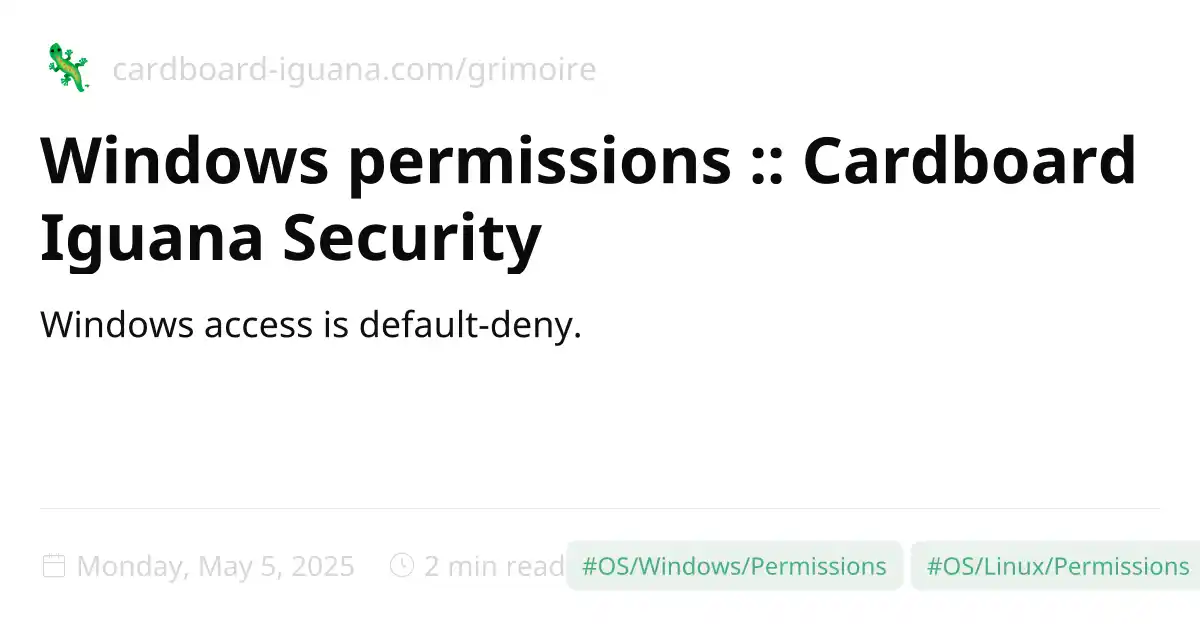 cardboard-iguana.com/grimoire
Windows permissions :: Cardboard
Iguana Security
Windows access is default-deny.
Monday, May 5, 2025 2 min read #OS/Windows/Permissions #OS/Linux/Permissions